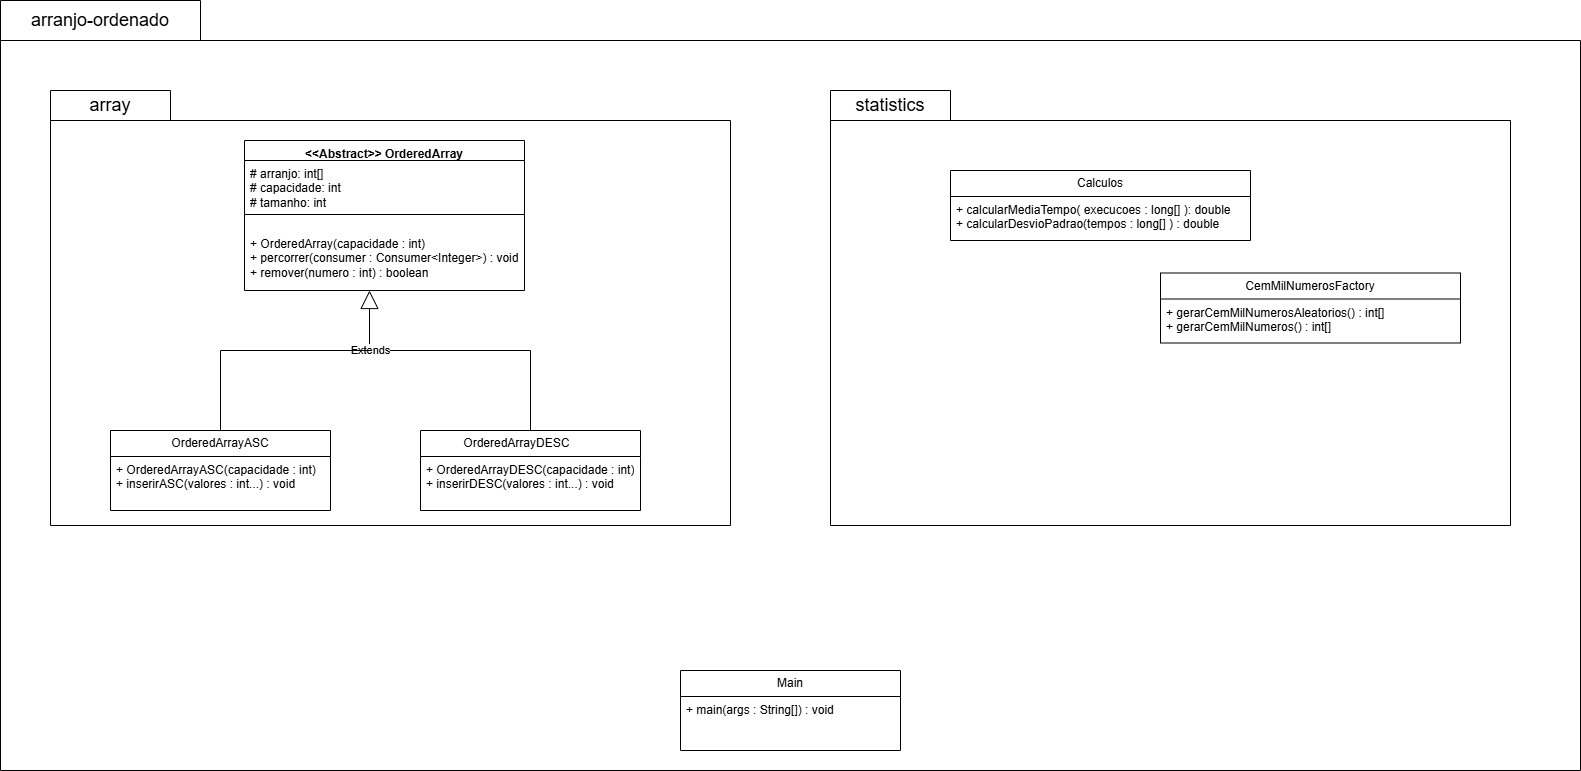 arranjo-ordenado
array
<<Abstract>> OrderedArray
# arranjo: int[]
# capacidade: int
# tamanho: int
+ OrderedArray(capacidade : int)
+ percorrer(consumer : Consumer<Integer>) : void
+ remover(numero : int) : boolean
Extends
OrderedArrayASC
+ OrderedArrayASC(capacidade : int)
+ inserirASC(valores : int...) : void
OrderedArrayDESC
+ OrderedArrayDESC(capacidade : int)
+ inserirDESC(valores : int...) : void
statistics
Calculos
+ calcularMediaTempo( execucoes : long[] ): double
+ calcularDesvioPadrao(tempos : long[] ) : double
CemMilNumerosFactory
+ gerarCemMilNumerosAleatorios() : int[]
+ gerarCemMilNumeros() : int[]
Main
+ main(args : String[]) : void